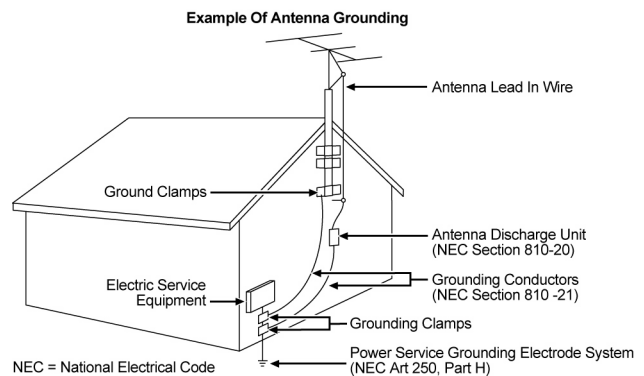 Example Of Antenna Grounding
Antenna Lead In Wire
Ground Clamps
Antenna Discharge Unit
(NEC Section 810-20)
Electric Service
Equipment
Grounding Conductors
(NEC Section 810 -21)
Grounding Clamps
Power Service Grounding Electrode System
(NEC Art 250, Part H)
NEC = National Electrical Code